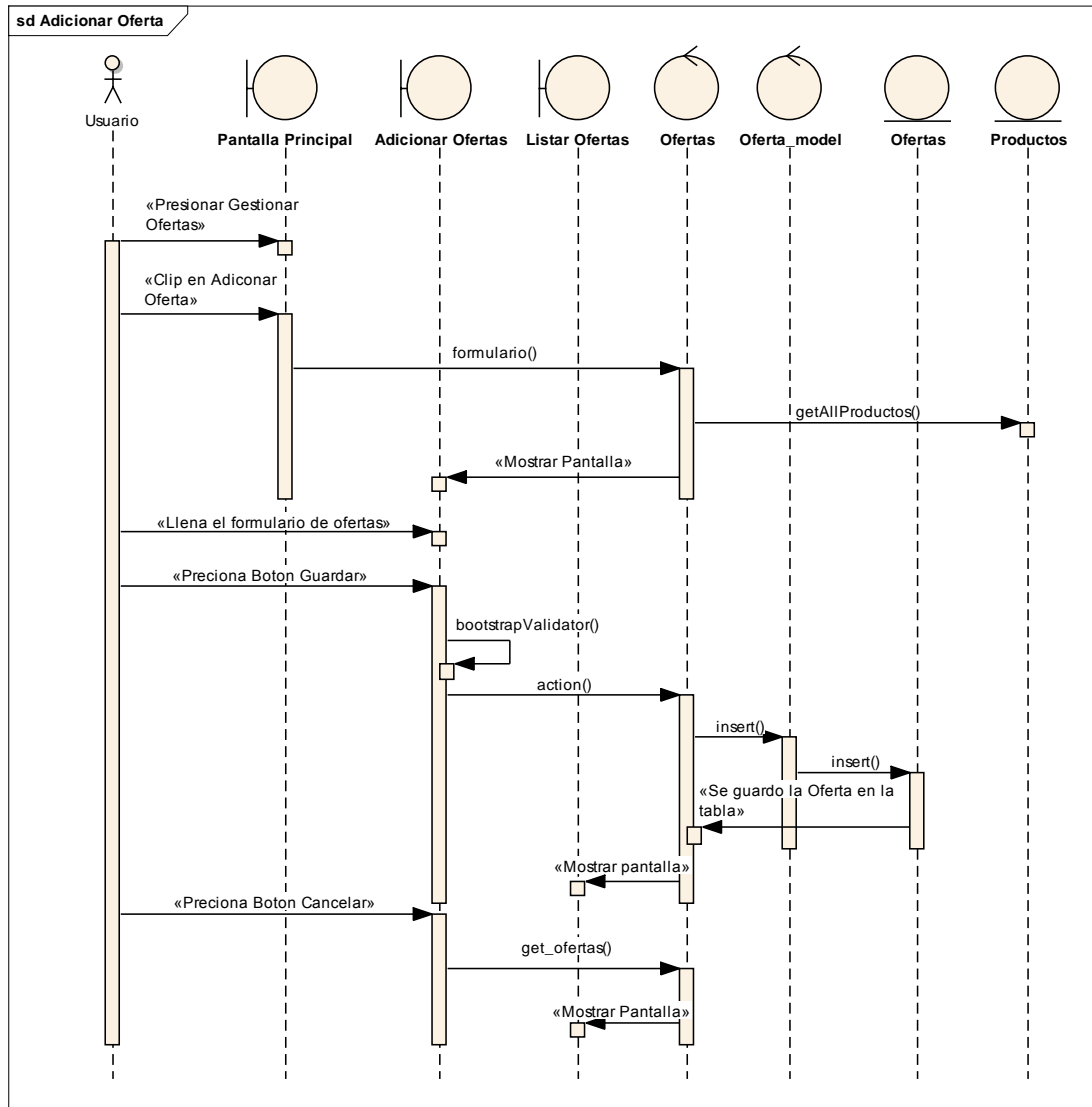 sd Adicionar Oferta
Usuario
Pantalla Principal
Adicionar Ofertas
Listar Ofertas
Ofertas
Oferta_model
Ofertas
Productos
«Presionar Gestionar
Ofertas»
«Clip en Adiconar
Oferta»
formulario()
getAllProductos()
«Mostrar Pantalla»
«Llena el formulario de ofertas»
«Preciona Boton Guardar»
bootstrapValidator()
action()
insert()
insert()
«Se guardo la Oferta en la
tabla»
«Mostrar pantalla»
«Preciona Boton Cancelar»
get_ofertas()
«Mostrar Pantalla»